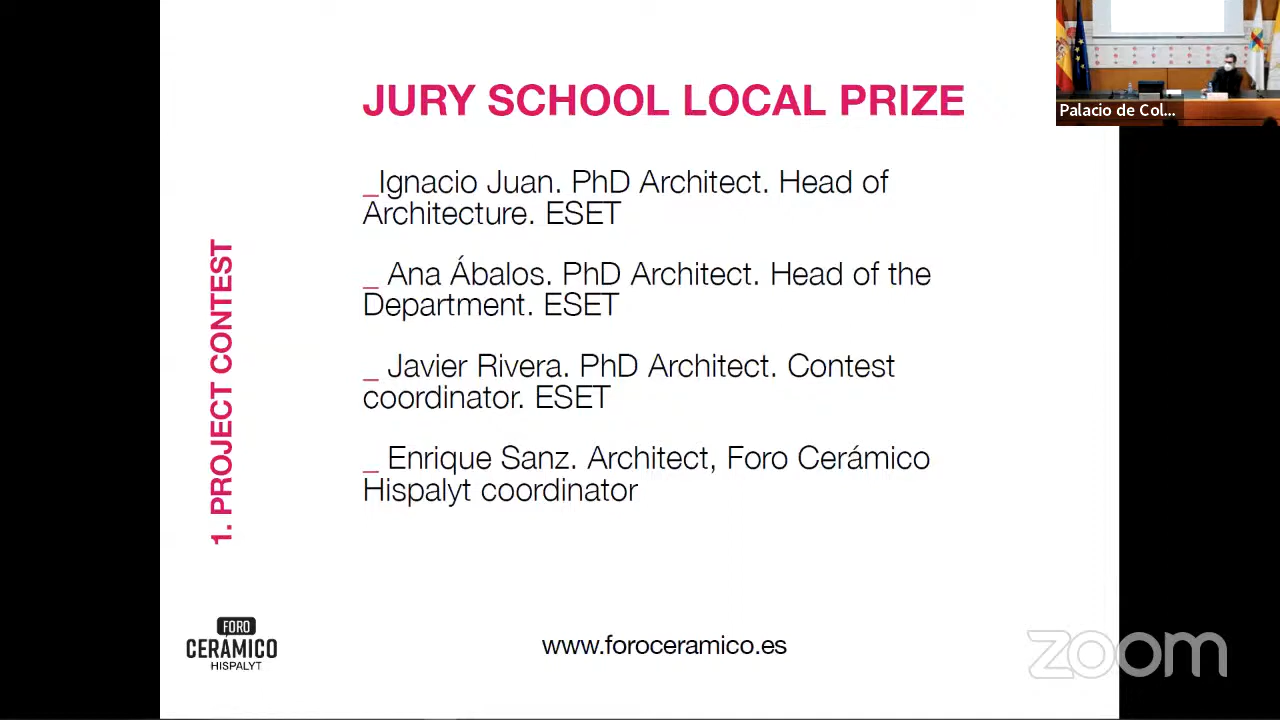 JURY SCHOOL LOCAL PRIZE
Palacio de Col...
_Ignacio Juan. PhD Architect. Head of
Architecture. ESET
_ Ana Ábalos. PhD Architect. Head of the
Department. ESET
_ Javier Rivera. PhD Architect. Contest
coordinator. ESET
_ Enrique Sanz. Architect, Foro Cerámico
Hispalyt coordinator
1. PROJECT CONTEST
FORO
CERÁMICO
HISPALYT
www.foroceramico.es
zoom